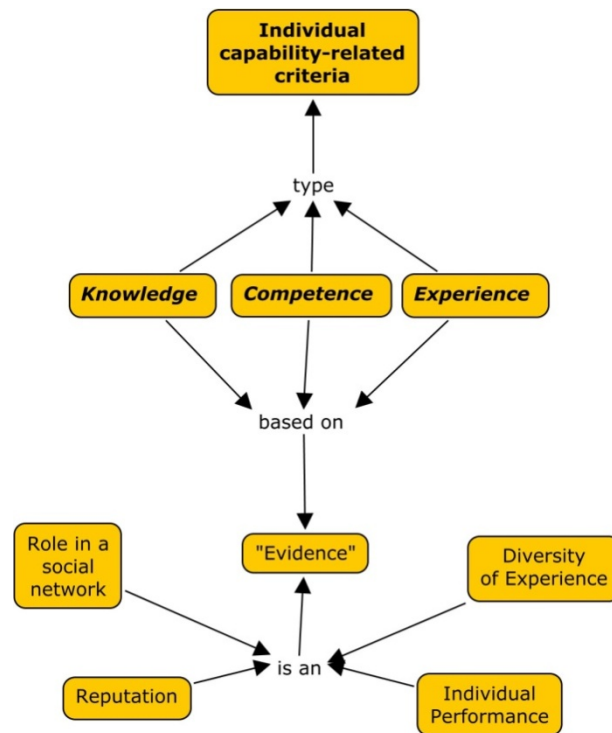 Individual
capability-related
criteria
type
Knowledge
Competence
Experience
based on
Role in a
social
network
"Evidence"
Diversity
of Experience
is an
Reputation
Individual
Performance